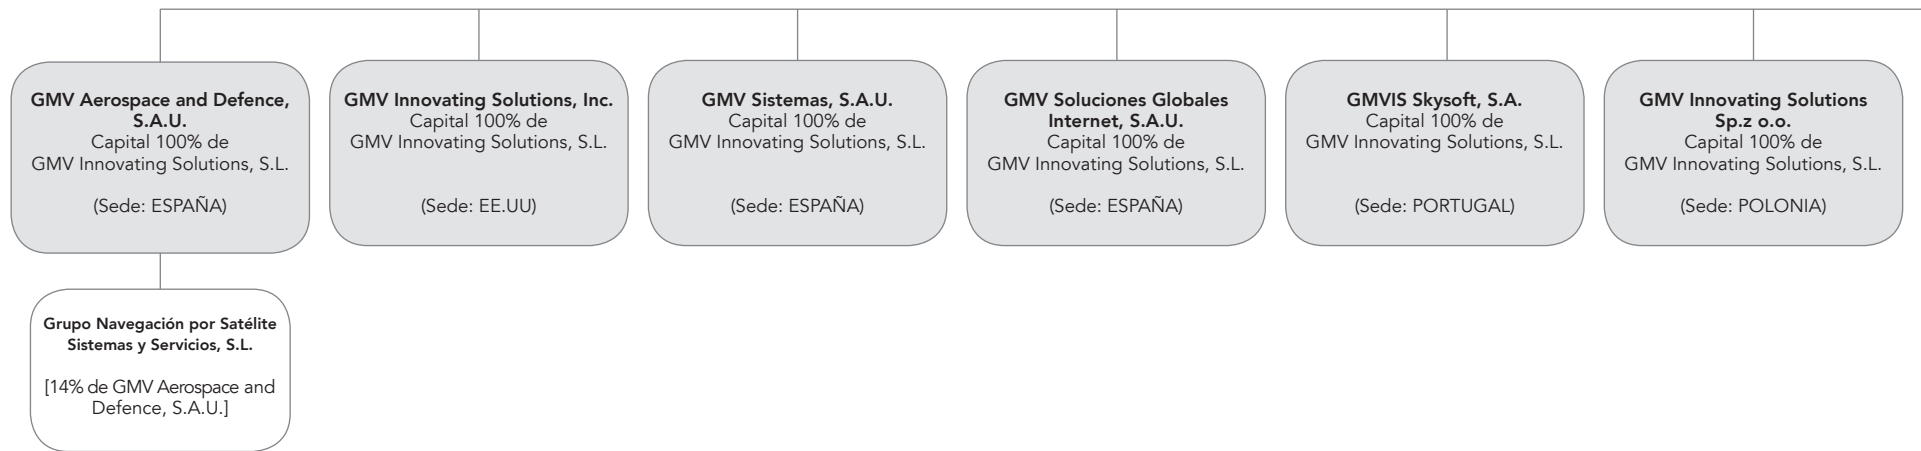 GMV Aerospace and Defence,
S.A.U.
Capital 100% de
GMV Innovating Solutions, S.L.
(Sede: ESPAÑA)
GMV Innovating Solutions, Inc.
Capital 100% de
GMV Innovating Solutions, S.L.
(Sede: EE.UU)
GMV Sistemas, S.A.U.
Capital 100% de
GMV Innovating Solutions, S.L.
(Sede: ESPAÑA)
GMV Soluciones Globales
Internet, S.A.U.
Capital 100% de
GMV Innovating Solutions, S.L.
(Sede: ESPAÑA)
GMVIS Skysoft, S.A.
Capital 100% de
GMV Innovating Solutions, S.L.
(Sede: PORTUGAL)
GMV Innovating Solutions
Sp.z o.o.
Capital 100% de
GMV Innovating Solutions, S.L.
(Sede: POLONIA)
Grupo Navegación por Satélite
Sistemas y Servicios, S.L.
[14% de GMV Aerospace and
Defence, S.A.U.]